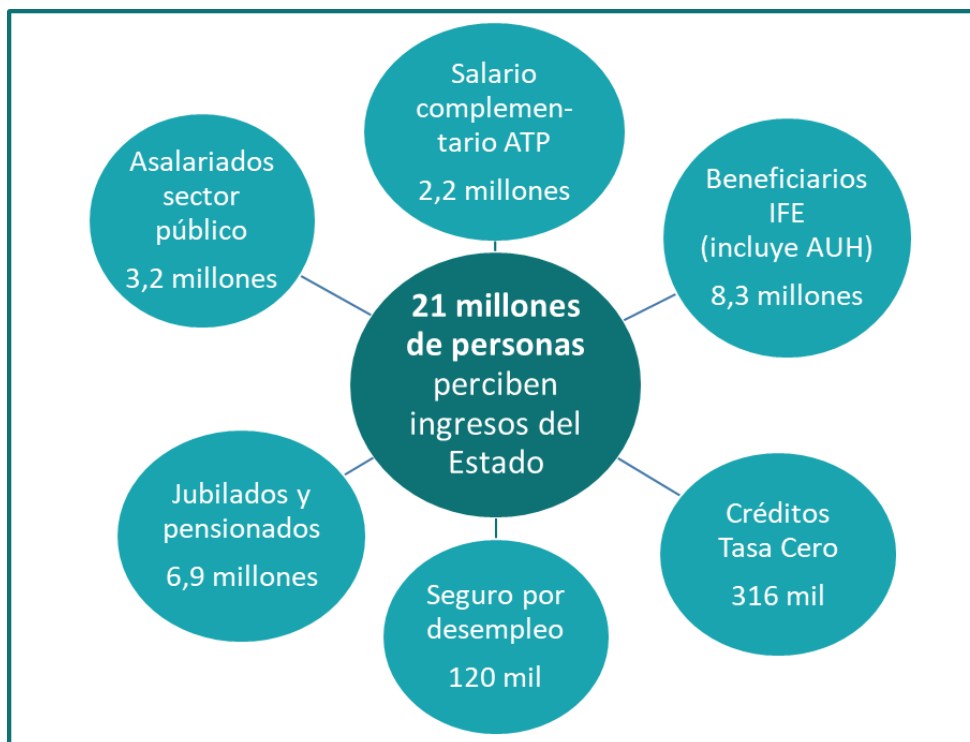 Salario
complemen-
tario ATP
2,2 millones
Beneficiarios
IFE
(incluye AUH)
8,3 millones
Créditos
Tasa Cero
316 mil
Seguro por
desempleo
120 mil
Jubilados y
pensionados
6,9 millones
Asalariados
sector
público
3,2 millones
21 millones
de personas
perciben
ingresos del
Estado